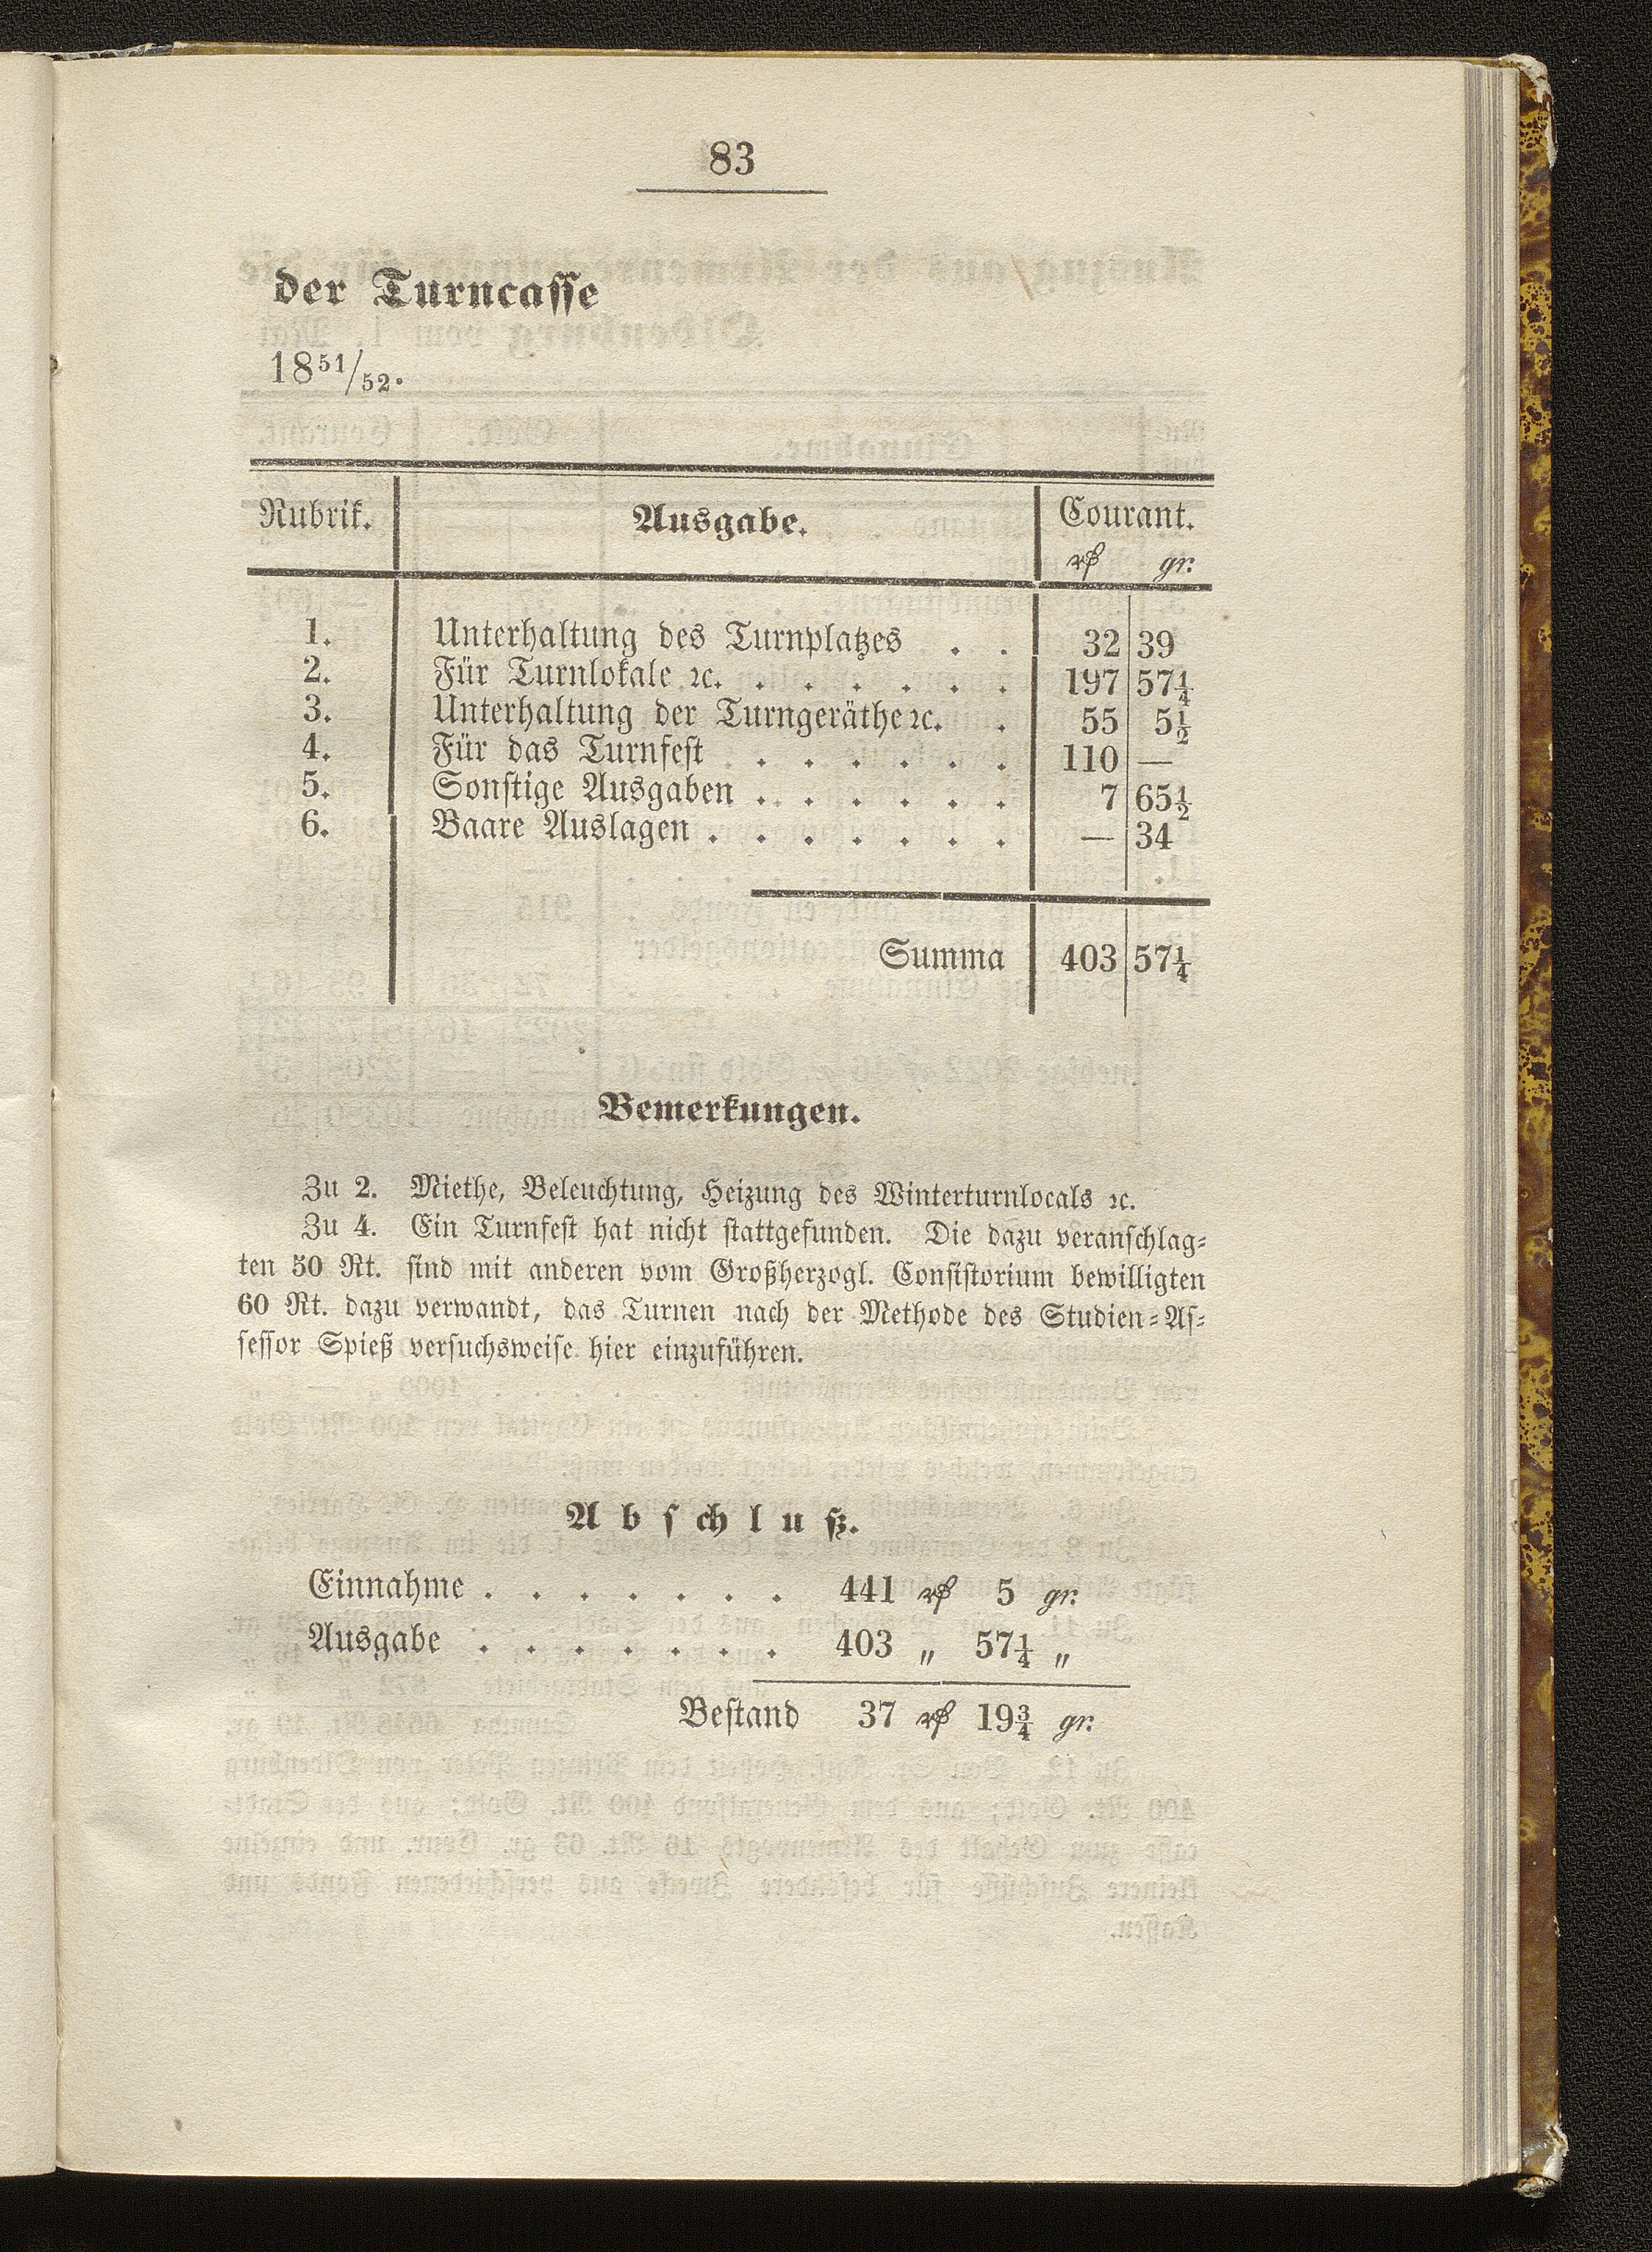 83
der Turncasse
18 51/52.
Rubrik. Ausgabe. Courant.
₰ gr.
1. Unterhaltung des Turnplatzes . . 32 39
2. Für Turnlokale ꝛc. . . . . . . 197 57¼
3. Unterhaltung der Turngeräthe ꝛc. . 55 5½
4. Für das Turnfest . . . . . . 110 —
5. Sonstige Ausgaben . . . . . . 7 65½
6. Baare Auslagen . . . . . . . — 34
Summa 403 57¼
Bemerkungen.
Zu 2. Miethe, Beleuchtung, Heizung des Winterturnlocals ꝛc.
Zu 4. Ein Turnfest hat nicht stattgefunden. Die dazu veranschlag-
ten 50 Rt. sind mit anderen vom Großherzogl. Consistorium bewilligten
60 Rt. dazu verwandt, das Turnen nach der Methode des Studien-As-
sessor Spieß versuchsweise hier einzuführen.
Abschluß.
Einnahme . . . . . . . 441 ₰ 5 gr.
Ausgabe . . . . . . . 403 „ 57¼ „
Bestand 37 ₰ 19¾ gr.